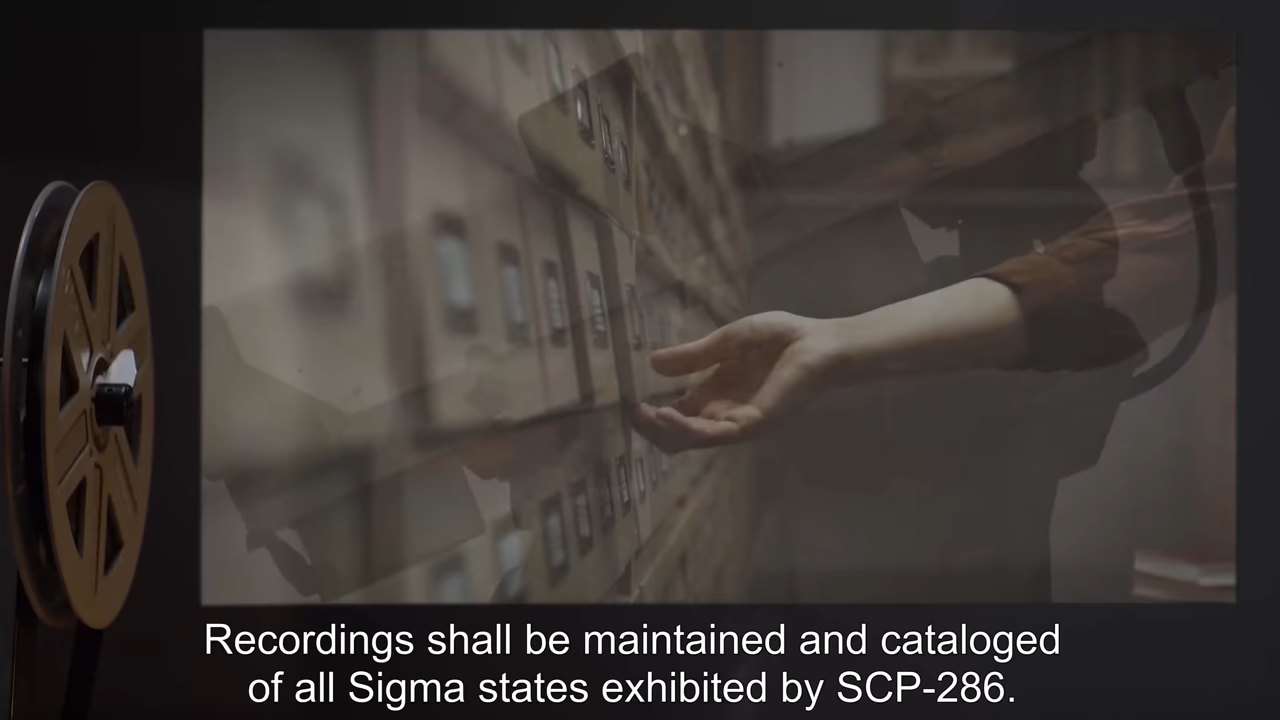 Recordings shall be maintained and cataloged
of all Sigma states exhibited by SCP-286.